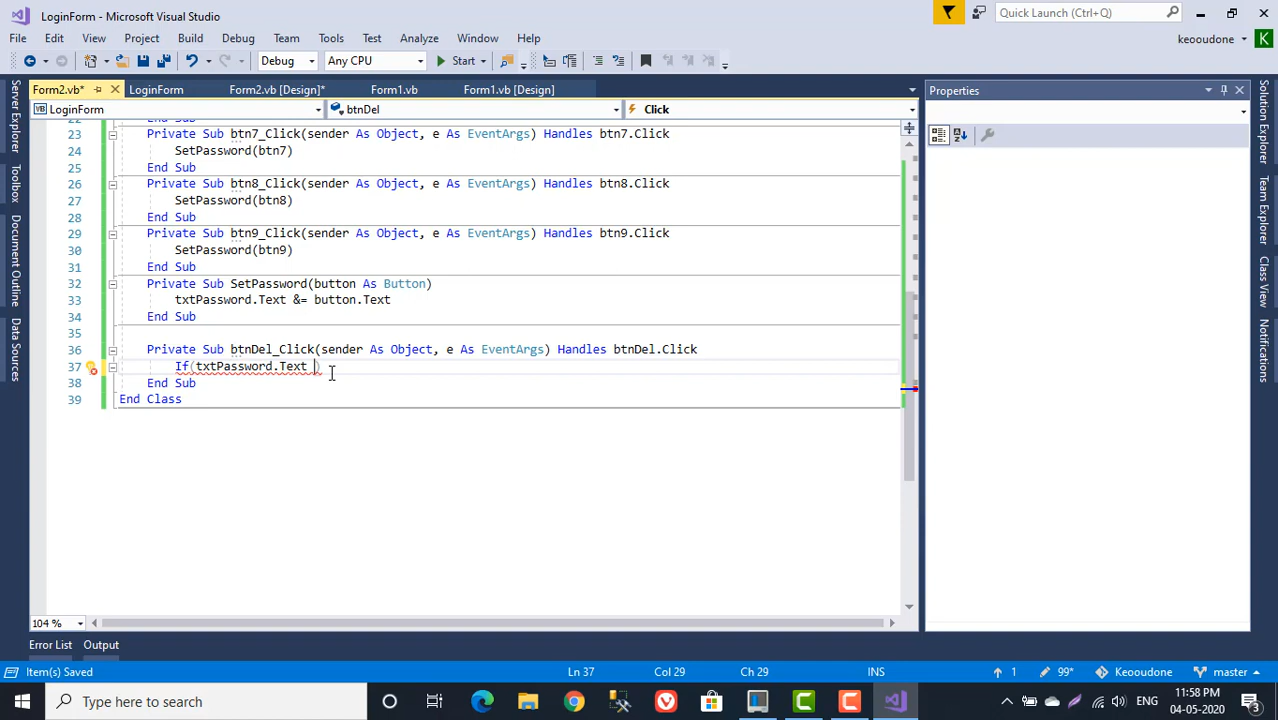 LoginForm - Microsoft Visual Studio
Quick Launch (Ctrl+Q)
File Edit View Project Build Debug Team Tools Test Analyze Window Help
keooudone K
Debug Any CPU Start
Form2.vb* LoginForm Form2.vb [Design]* Form1.vb Form1.vb [Design]
Properties
LoginForm btnDel Click
22 End Sub
23 Private Sub btn7_Click(sender As Object, e As EventArgs) Handles btn7.Click
24 SetPassword(btn7)
25 End Sub
26 Private Sub btn8_Click(sender As Object, e As EventArgs) Handles btn8.Click
27 SetPassword(btn8)
28 End Sub
29 Private Sub btn9_Click(sender As Object, e As EventArgs) Handles btn9.Click
30 SetPassword(btn9)
31 End Sub
32 Private Sub SetPassword(button As Button)
33 txtPassword.Text &= button.Text
34 End Sub
35
36 Private Sub btnDel_Click(sender As Object, e As EventArgs) Handles btnDel.Click
37 If(txtPassword.Text )
38 End Sub
39 End Class
Server Explorer
Toolbox
Document Outline
Data Sources
Solution Explorer
Team Explorer
Class View
Notifications
104 %
Error List Output
Item(s) Saved Ln 37 Col 29 Ch 29 INS 1 99* Keooudone master
Type here to search
ENG
11:58 PM
04-05-2020
3